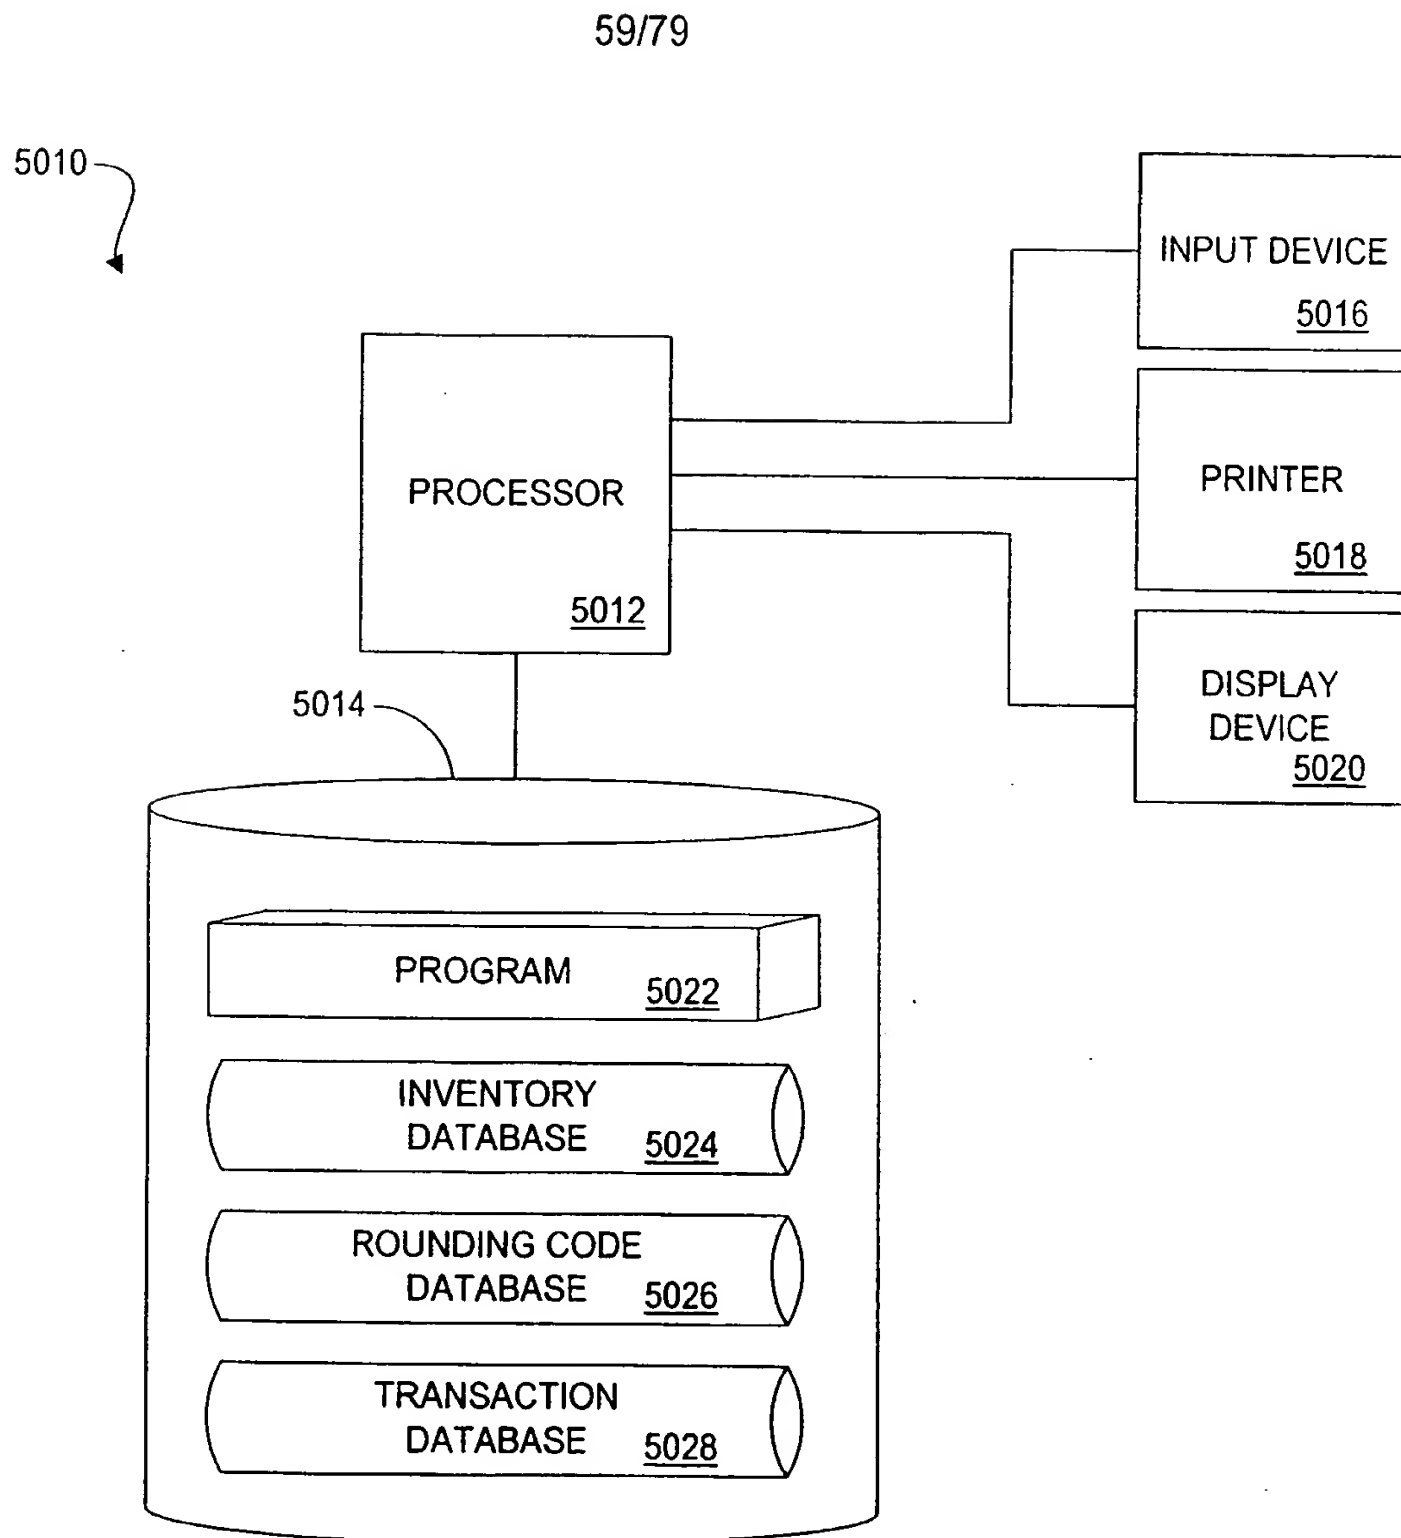 59/79
5010
INPUT DEVICE
5016
PROCESSOR
5012
PRINTER
5018
DISPLAY
DEVICE
5020
5014
PROGRAM
5022
INVENTORY
DATABASE
5024
ROUNDING CODE
DATABASE
5026
TRANSACTION
DATABASE
5028